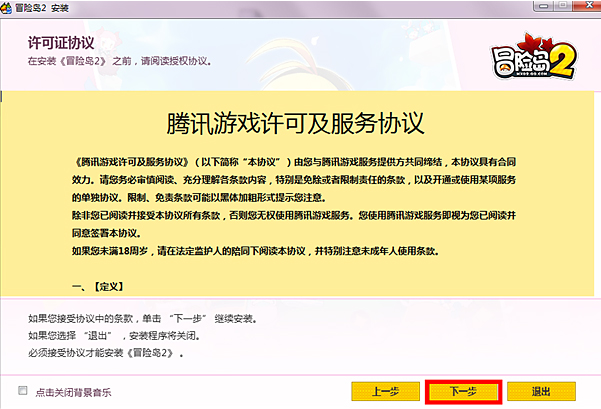 冒险岛2 安装
许可证协议
在安装《冒险岛2》 之前，请阅读授权协议。
冒险岛2
MXD2.QQ.COM
腾讯游戏许可及服务协议
《腾讯游戏许可及服务协议》（以下简称“本协议”）由您与腾讯游戏服务提供方共同缔结，本协议具有合同
效力。请您务必审慎阅读、充分理解各条款内容，特别是免除或者限制责任的条款，以及开通或使用某项服务
的单独协议。限制、免责条款可能以黑体加粗形式提示您注意。
除非您已阅读并接受本协议所有条款，否则您无权使用腾讯游戏服务。您使用腾讯游戏服务即视为您已阅读并
同意签署本协议。
如果您未满18周岁，请在法定监护人的陪同下阅读本协议，并特别注意未成年人使用条款。
一、【定义】
如果您接受协议中的条款，单击 “下一步” 继续安装。
如果您选择 “退出” ，安装程序将关闭。
必须接受协议才能安装《冒险岛2》 。
点击关闭背景音乐
上一步
下一步
退出